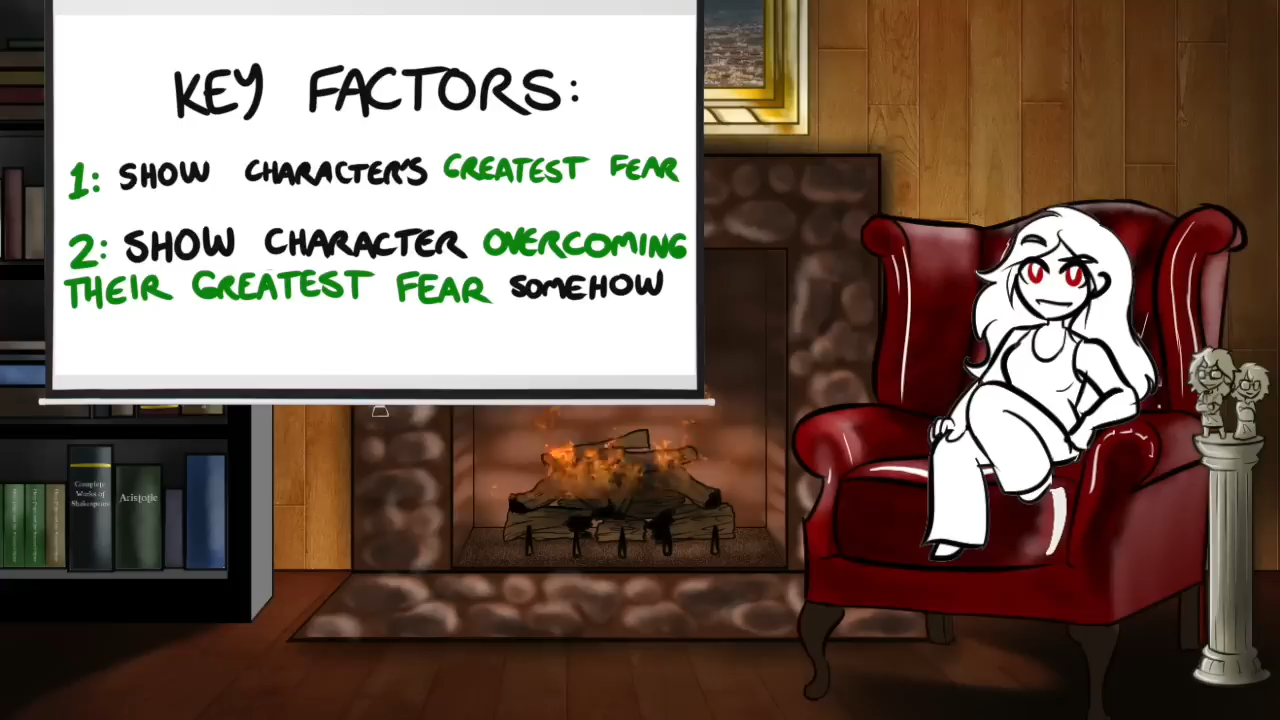 KEY FACTORS:
1: SHOW CHARACTER'S GREATEST FEAR
2: SHOW CHARACTER OVERCOMING
THEIR GREATEST FEAR SOMEHOW
Complete
Works of
Shakespeare
Aristotle